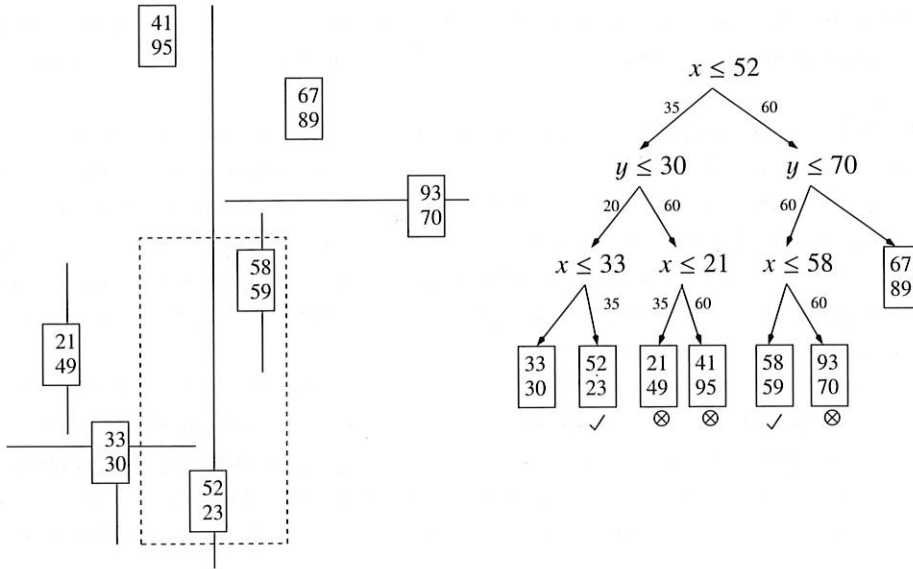 41
95
67
89
93
70
58
59
21
49
33
30
52
23
x ≤ 52
35 60
y ≤ 30 y ≤ 70
20 60 60
x ≤ 33 x ≤ 21 x ≤ 58 67
89
35 35 60 60
33 52 21 41 58 93
30 23 49 95 59 70
✓ ⊗ ⊗ ✓ ⊗